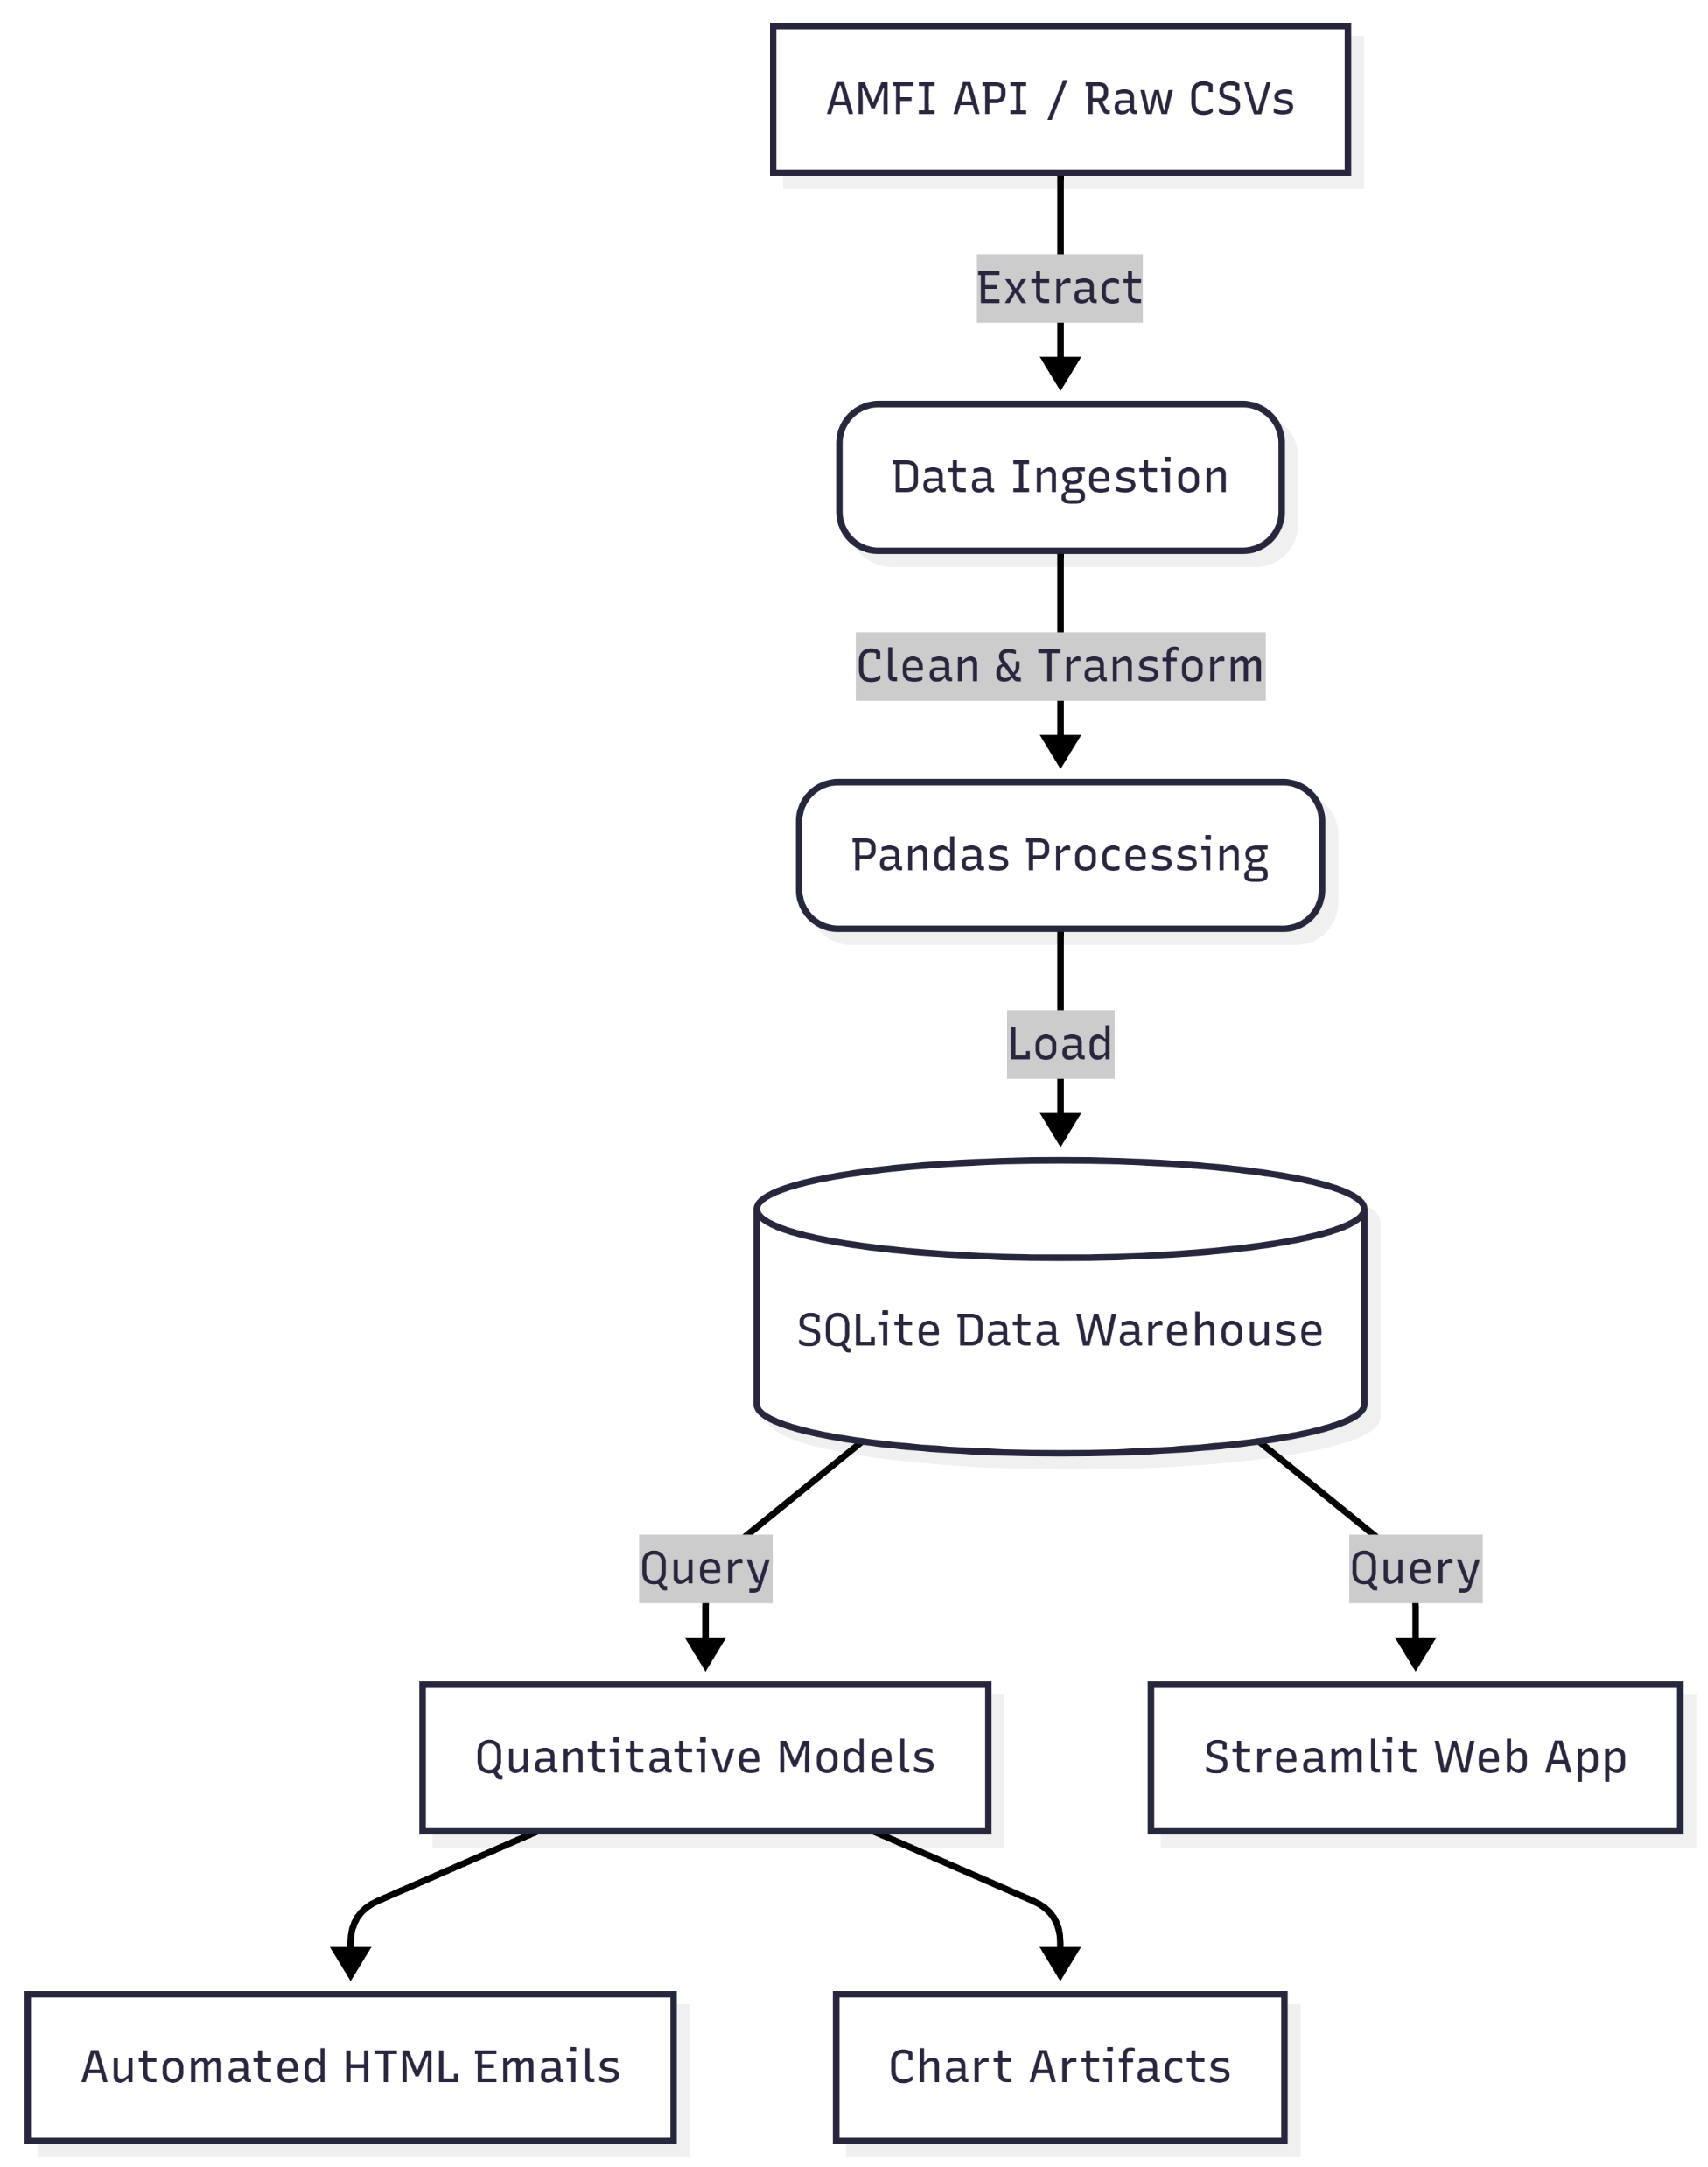 AMFI API / Raw CSVs
Extract
Data Ingestion
Clean & Transform
Pandas Processing
Load
SQLite Data Warehouse
Query
Query
Quantitative Models
Streamlit Web App
Automated HTML Emails
Chart Artifacts